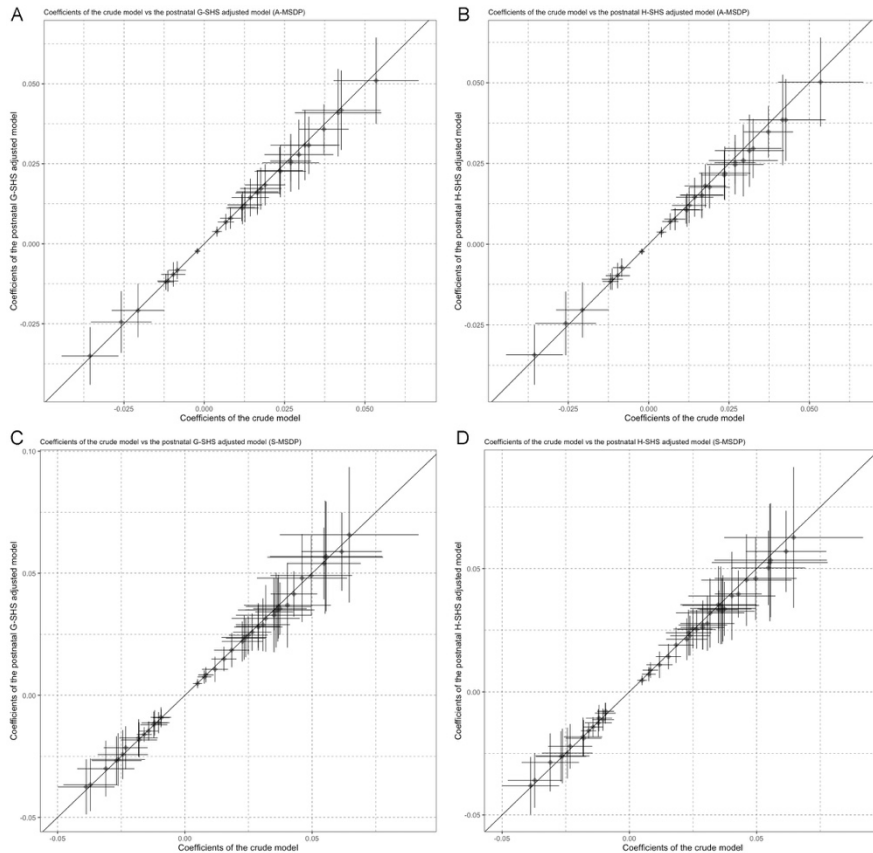 A
Coefficients of the crude model vs the postnatal G-SHS adjusted model (A-MSDP)
Coefficients of the postnatal G-SHS adjusted model
0.050
0.025
0.000
-0.025
-0.025
0.000
0.025
0.050
Coefficients of the crude model
B
Coefficients of the crude model vs the postnatal H-SHS adjusted model (A-MSDP)
Coefficients of the postnatal H-SHS adjusted model
0.050
0.025
0.000
-0.025
-0.025
0.000
0.025
0.050
Coefficients of the crude model
C
Coefficients of the crude model vs the postnatal G-SHS adjusted model (S-MSDP)
Coefficients of the postnatal G-SHS adjusted model
0.10
0.05
0.00
-0.05
-0.05
0.00
0.05
Coefficients of the crude model
D
Coefficients of the crude model vs the postnatal H-SHS adjusted model (S-MSDP)
Coefficients of the postnatal H-SHS adjusted model
0.05
0.00
-0.05
-0.05
0.00
0.05
Coefficients of the crude model